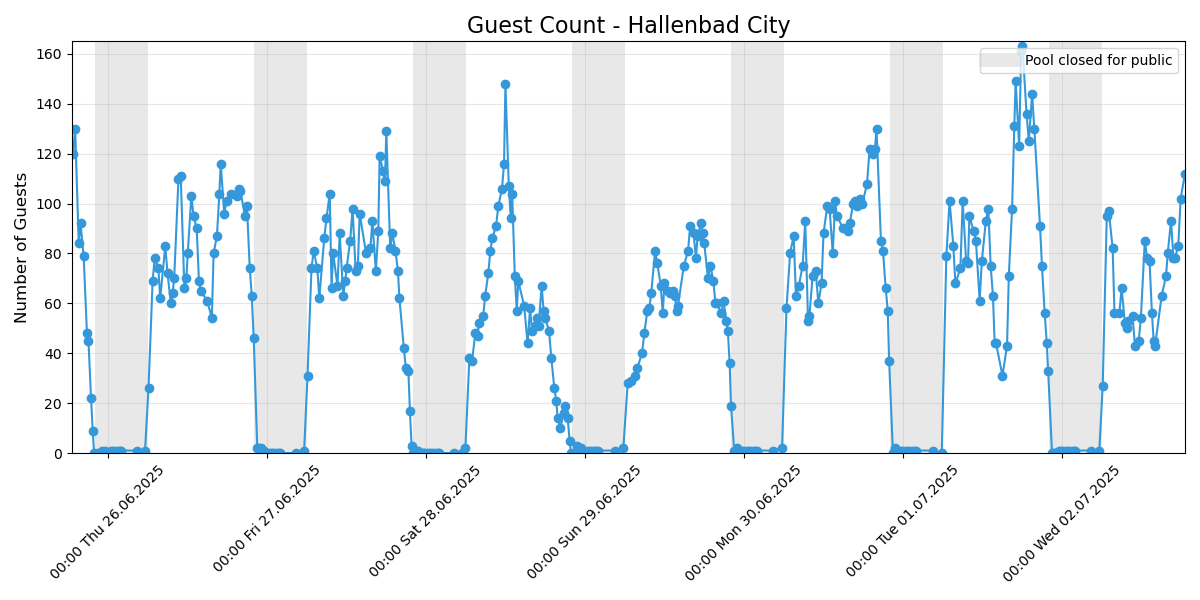 Guest Count - Hallenbad City
Pool closed for public
Number of Guests
160
140
120
100
80
60
40
20
0
00:00 Thu 26.06.2025
00:00 Fri 27.06.2025
00:00 Sat 28.06.2025
00:00 Sun 29.06.2025
00:00 Mon 30.06.2025
00:00 Tue 01.07.2025
00:00 Wed 02.07.2025